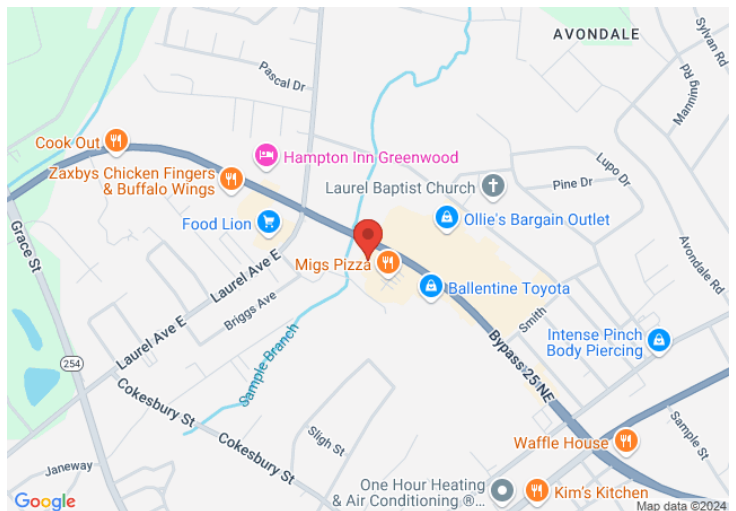 AVONDALE
Sylvan Rd
Manning Rd
Pascal Dr
Cook Out
Hampton Inn Greenwood
Zaxbys Chicken Fingers
& Buffalo Wings
Laurel Baptist Church
Lupo Dr
Pine Dr
Food Lion
Ollie's Bargain Outlet
Grace St
Laurel Ave E
Migs Pizza
Avondale Rd
Ballentine Toyota
Briggs Ave
Smith
Laurel Ave E
Sample Branch
Bypass 25 NE
Intense Pinch
Body Piercing
254
Cokesbury St
Cokesbury St
Sligh St
Sample St
Waffle House
Janeway
One Hour Heating
& Air Conditioning ®...
Kim's Kitchen
Google
Map data ©2024